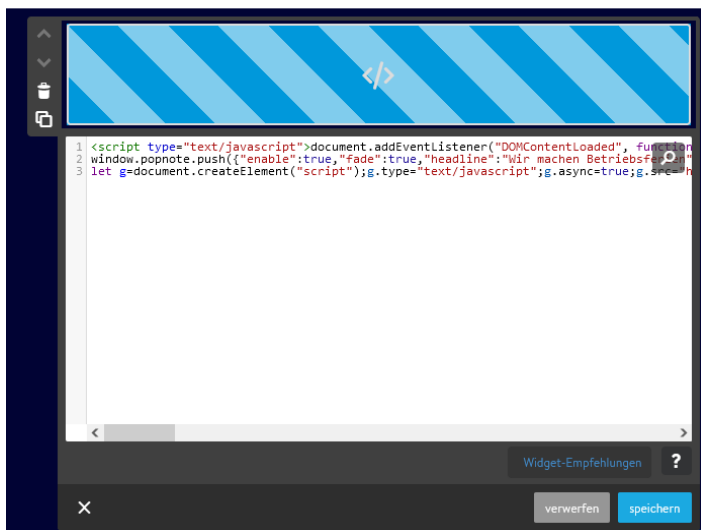 </>
1 <script type="text/javascript">document.addEventListener("DOMContentLoaded", function
2 window.popnote.push({"enable":true,"fade":true,"headline":"Wir machen Betriebsferien"
3 let g=document.createElement("script");g.type="text/javascript";g.async=true;g.src="h
Widget-Empfehlungen ?
verwerfen speichern